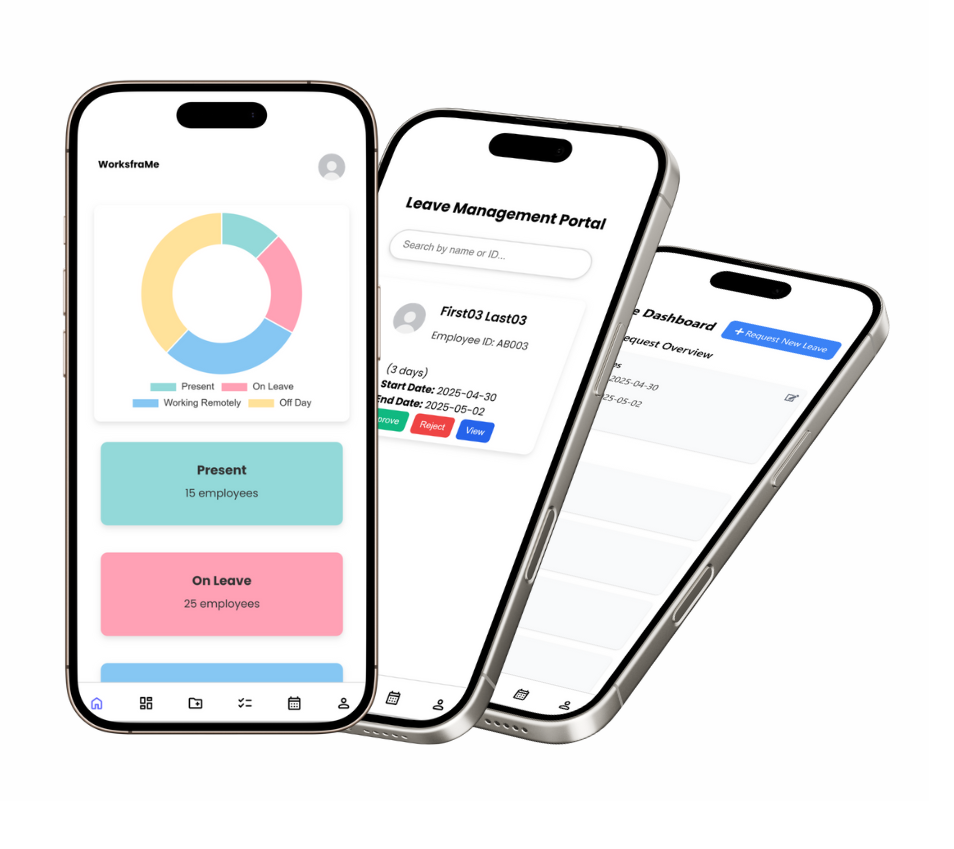 WorksfraMe
Present
On Leave
Working Remotely
Off Day
Present
15 employees
On Leave
25 employees
Leave Management Portal
Search by name or ID...
First03 Last03
Employee ID: AB003
(3 days)
Start Date: 2025-04-30
End Date: 2025-05-02
prove
Reject
View
e Dashboard
+ Request New Leave
equest Overview
es
2025-04-30
25-05-02